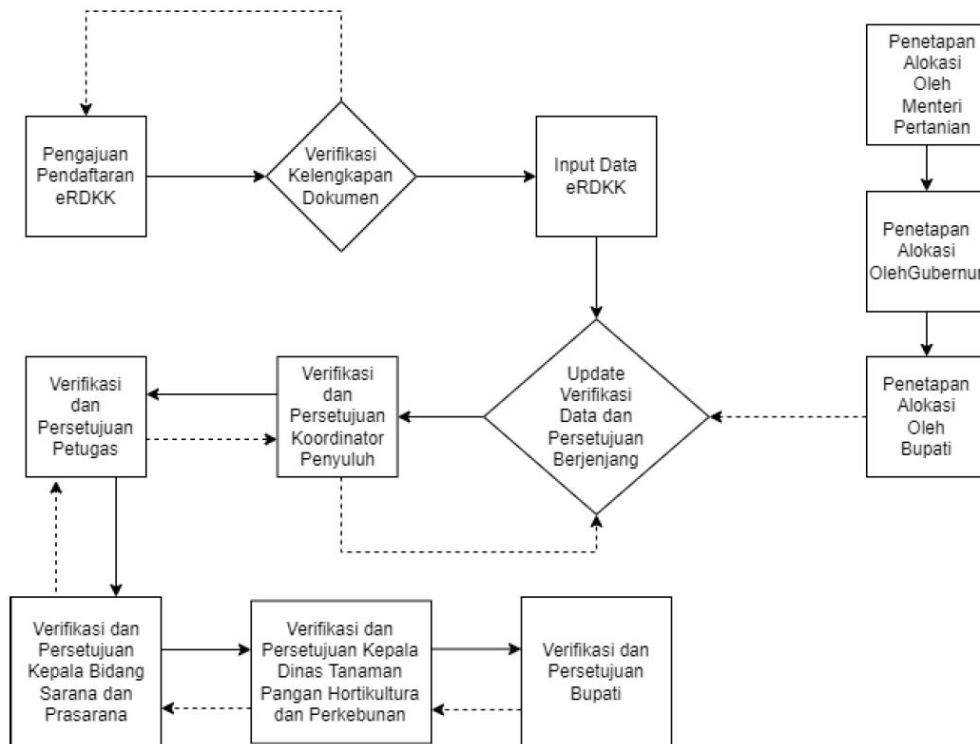 Pengajuan
Pendaftaran
eRDKK
Verifikasi
Kelengkapan
Dokumen
Input Data
eRDKK
Penetapan
Alokasi
Oleh
Menteri
Pertanian
Penetapan
Alokasi
OlehGubernur
Penetapan
Alokasi
Oleh
Bupati
Update
Verifikasi
Data dan
Persetujuan
Berjenjang
Verifikasi
dan
Persetujuan
Koordinator
Penyuluh
Verifikasi
dan
Persetujuan
Petugas
Verifikasi dan
Persetujuan
Kepala Bidang
Sarana dan
Prasarana
Verifikasi dan
Persetujuan Kepala
Dinas Tanaman
Pangan Hortikultura
dan Perkebunan
Verifikasi dan
Persetujuan
Bupati